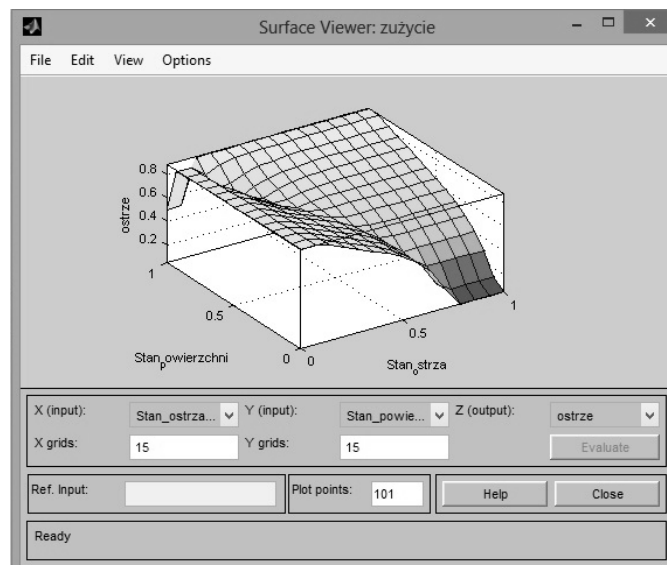 Surface Viewer: zużycie
File Edit View Options
0.8
0.6
0.4
0.2
ostrze
1
0.5
0
Stanpowierzchni
0
0.5
1
Stanostrza
X (input): Stan_ostrza... Y (input): Stan_powie... Z (output): ostrze
X grids: 15 Y grids: 15 Evaluate
Ref. Input: Plot points: 101 Help Close
Ready